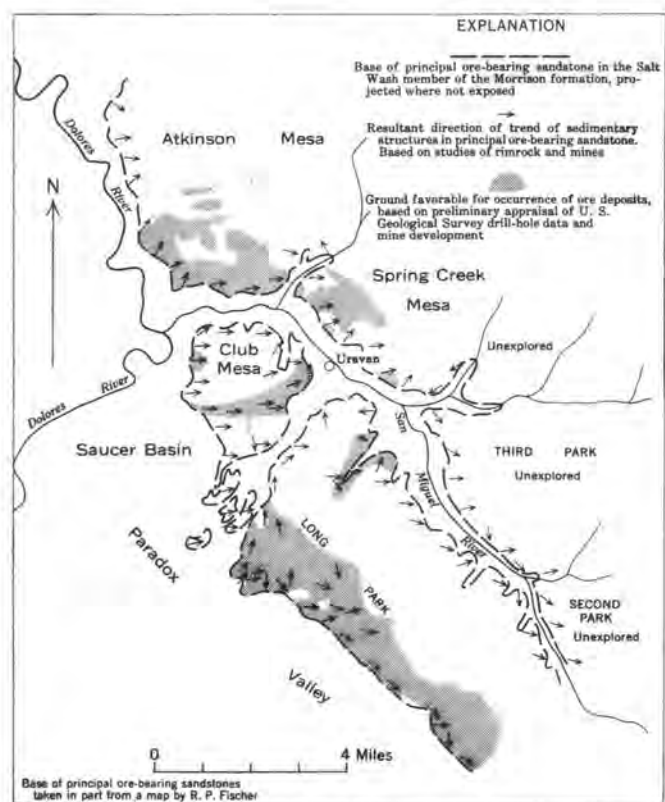 EXPLANATION
Base of principal ore-bearing sandstone in the Salt
Wash member of the Morrison formation, pro-
jected where not exposed
Resultant direction of trend of sedimentary
structures in principal ore-bearing sandstone.
Based on studies of rimrock and mines
Ground favorable for occurrence of ore deposits,
based on preliminary appraisal of U. S.
Geological Survey drill-hole data and
mine development
Dolores
River
Atkinson Mesa
N
Spring Creek
Mesa
Unexplored
Club
Mesa
Uravan
Dolores
River
San
Miguel
River
Saucer Basin
THIRD PARK
Unexplored
Paradox
LONG
PARK
SECOND
PARK
Unexplored
Valley
0 4 Miles
Base of principal ore-bearing sandstones
taken in part from a map by R. P. Fischer